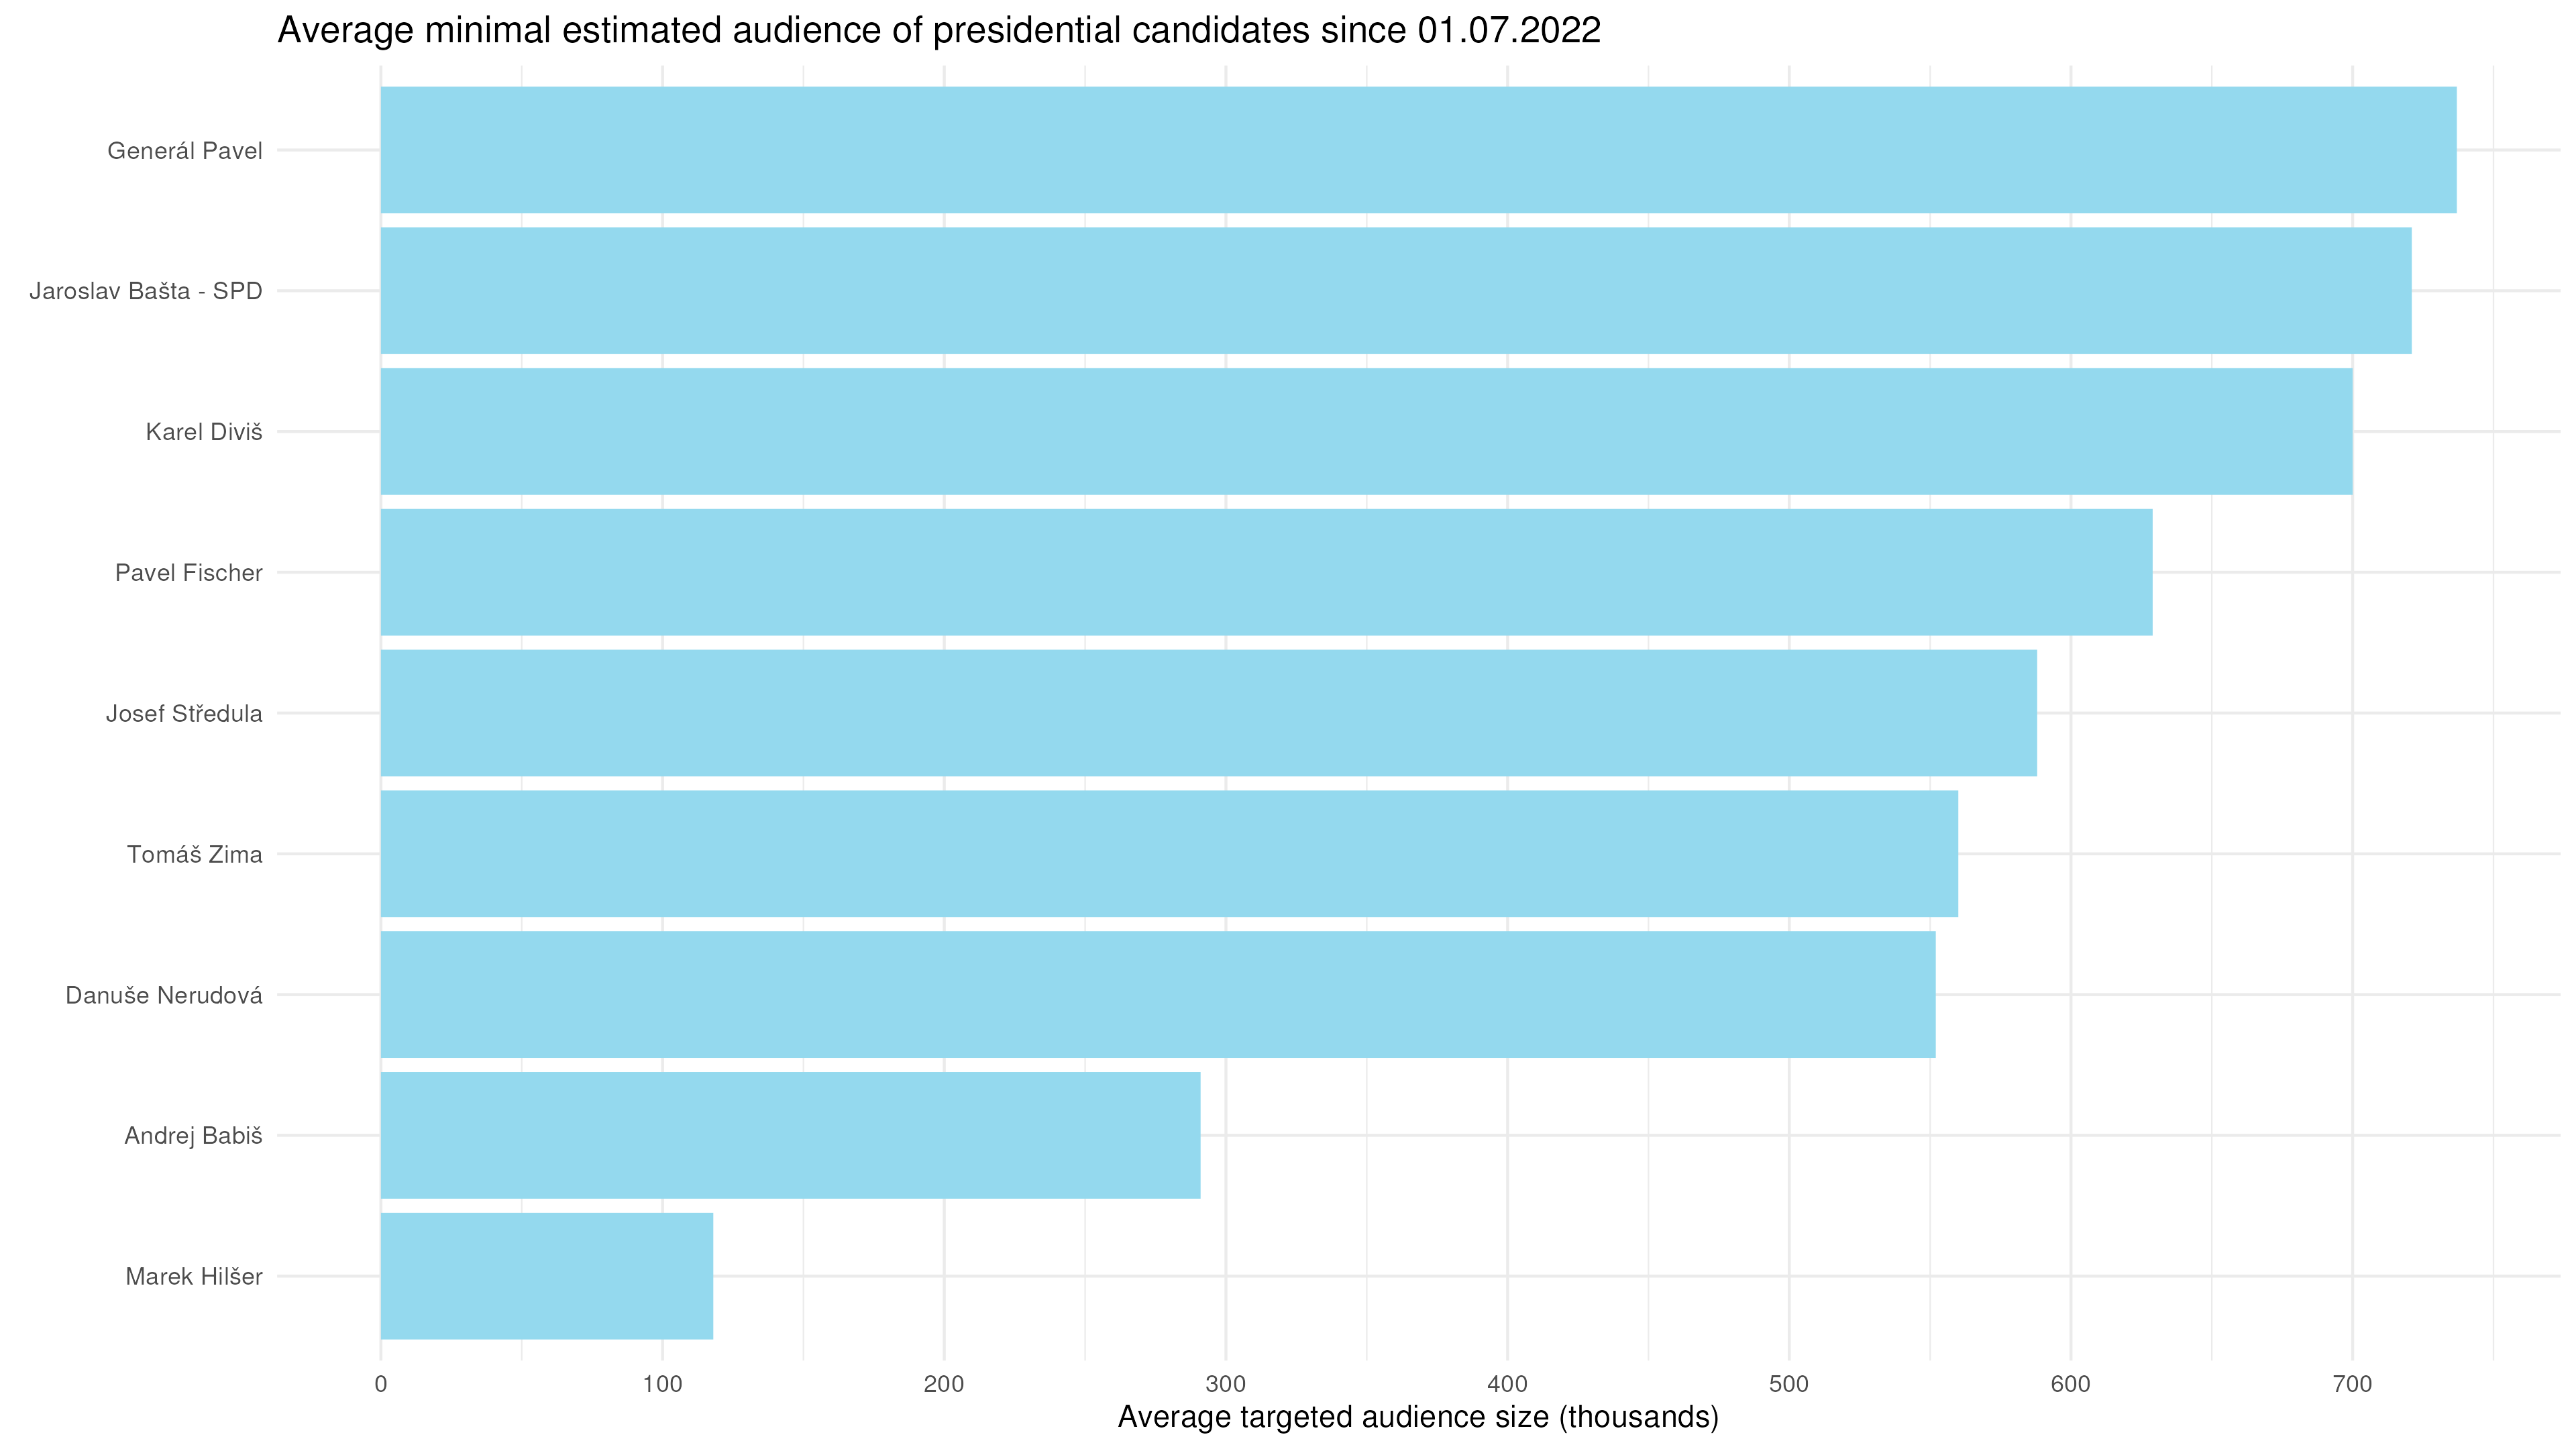 Average minimal estimated audience of presidential candidates since 01.07.2022
Generál Pavel
Jaroslav Bašta - SPD
Karel Diviš
Pavel Fischer
Josef Středula
Tomáš Zima
Danuše Nerudová
Andrej Babiš
Marek Hilšer
0 100 200 300 400 500 600 700
Average targeted audience size (thousands)